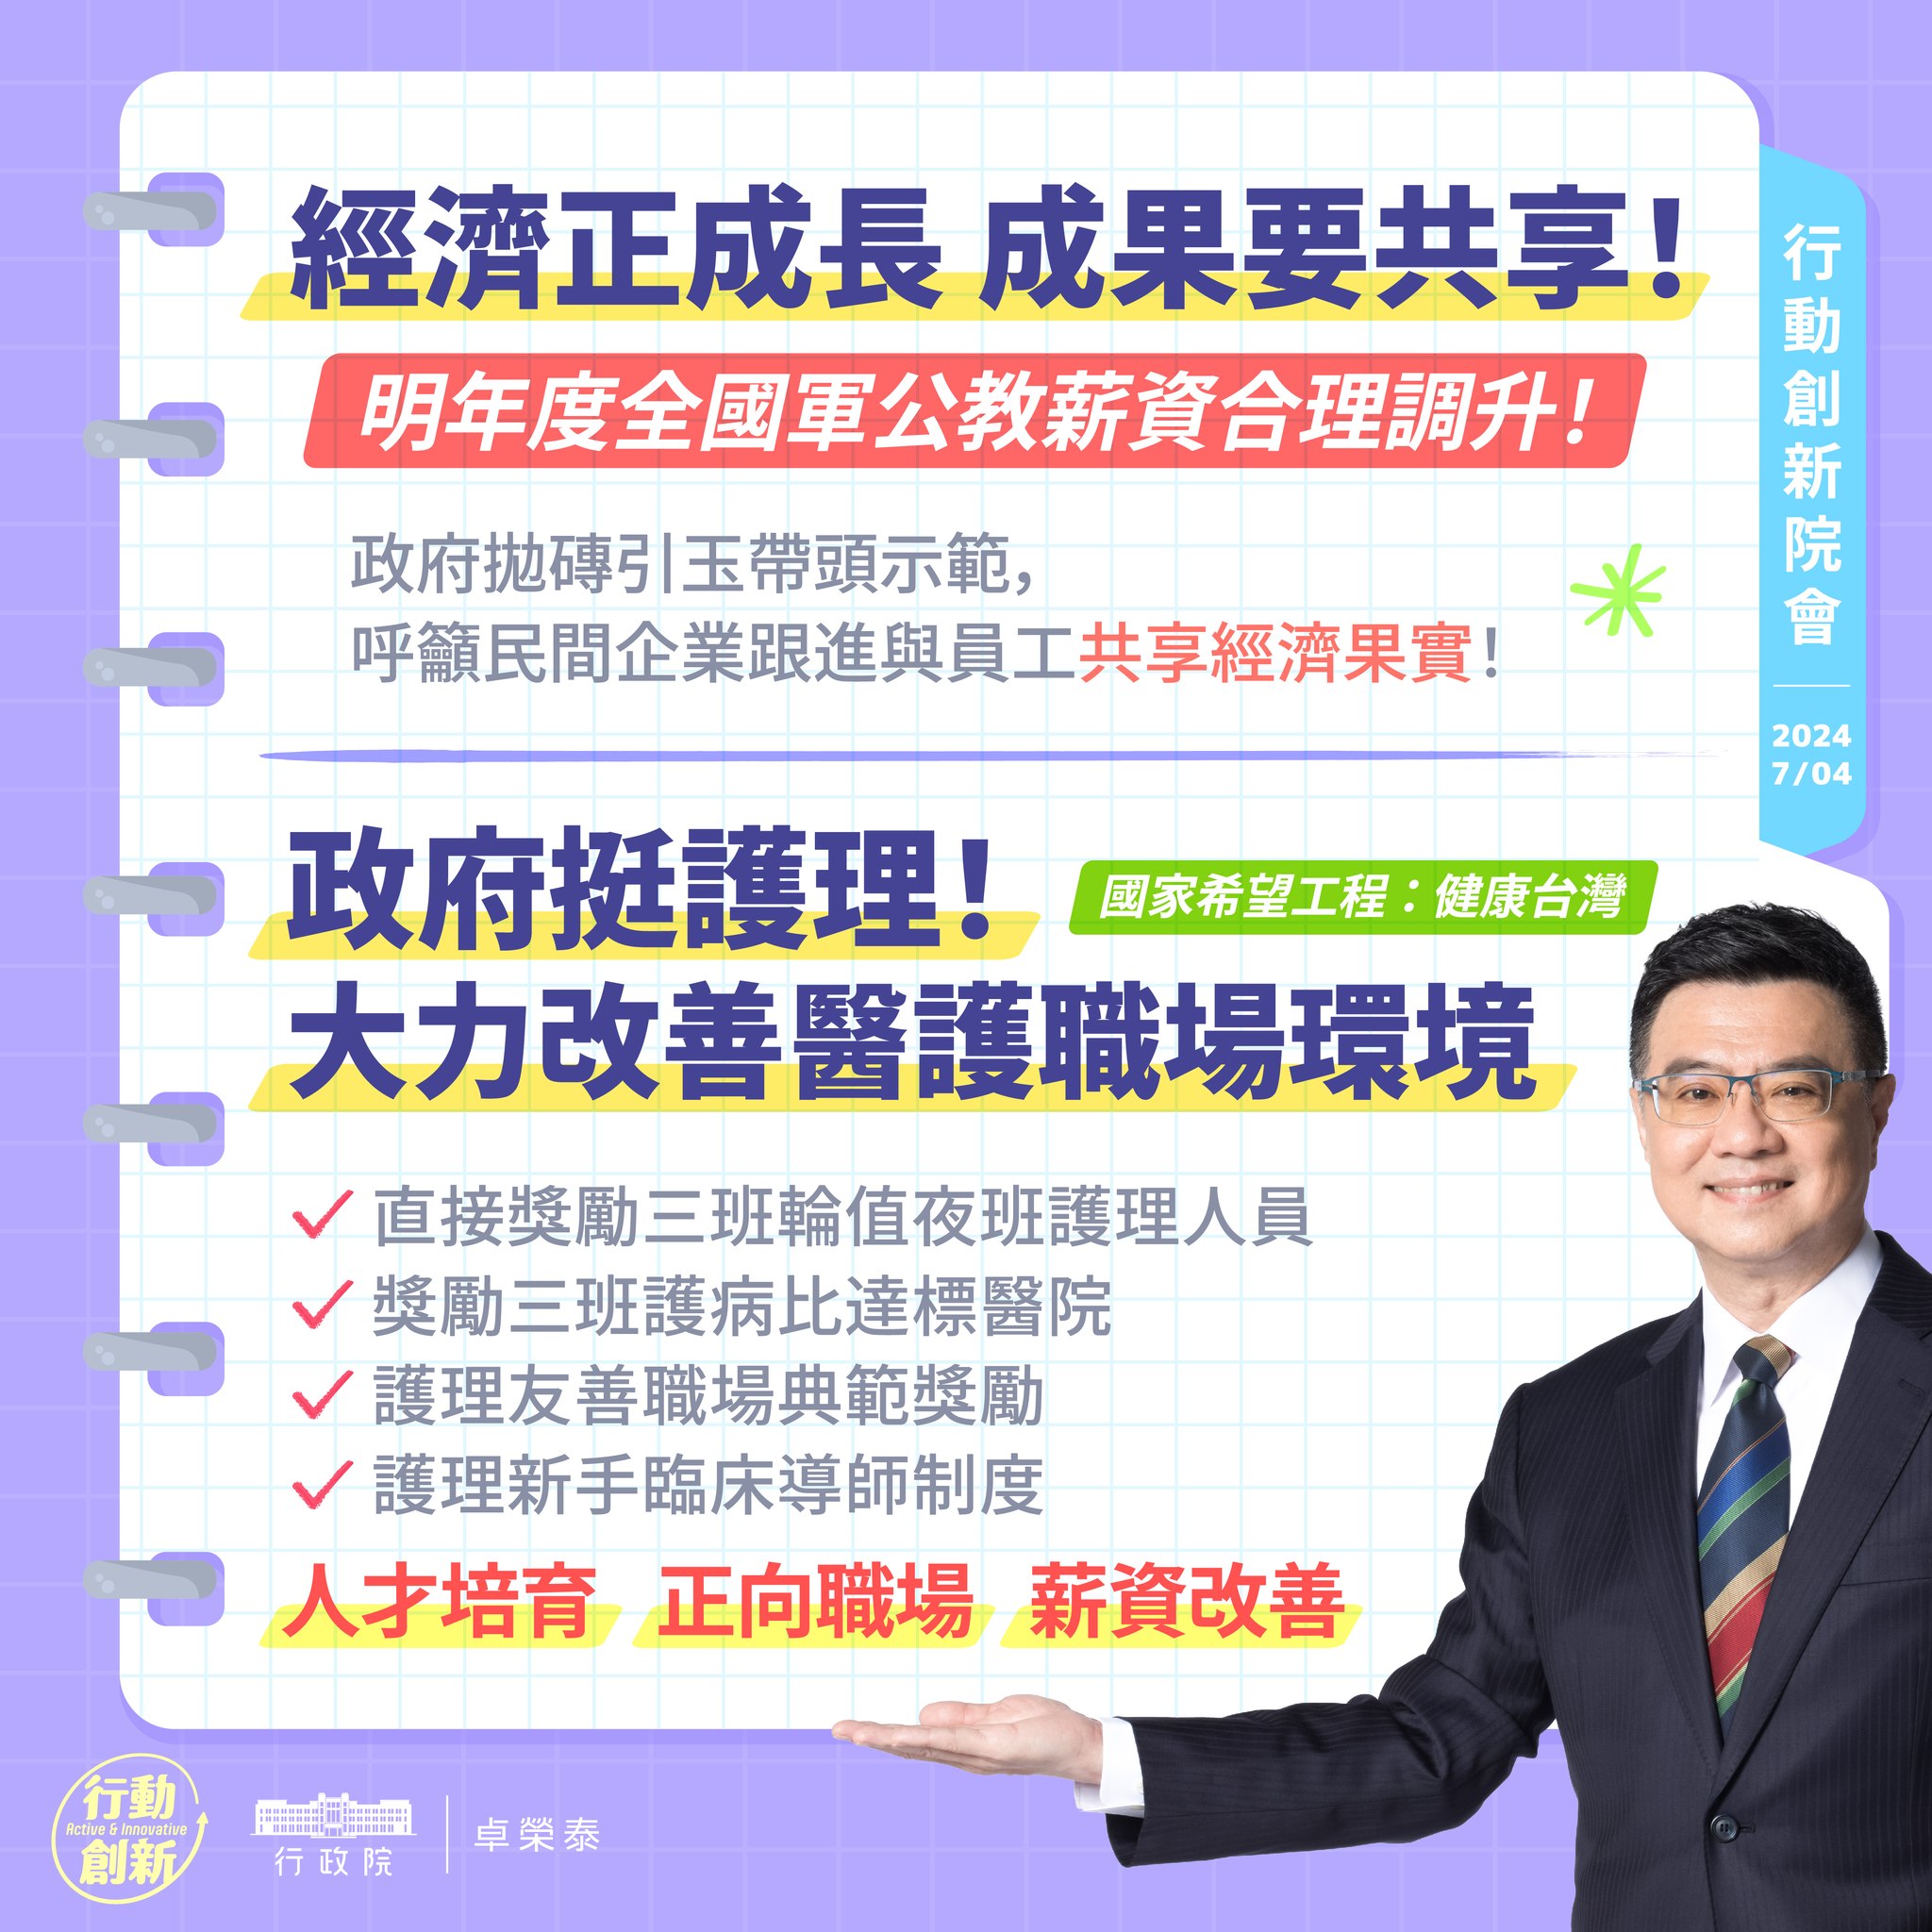 經濟正成長 成果要共享!
明年度全國軍公教薪資合理調升!
政府拋磚引玉帶頭示範,
呼籲民間企業跟進與員工共享經濟果實!
行動創新院會
2024
7/04
政府挺護理!
國家希望工程:健康台灣
大力改善醫護職場環境
直接獎勵三班輪值夜班護理人員
獎勵三班護病比達標醫院
護理友善職場典範獎勵
護理新手臨床導師制度
人才培育 正向職場 薪資改善
行動
Active & Innovative
創新
行政院
卓榮泰